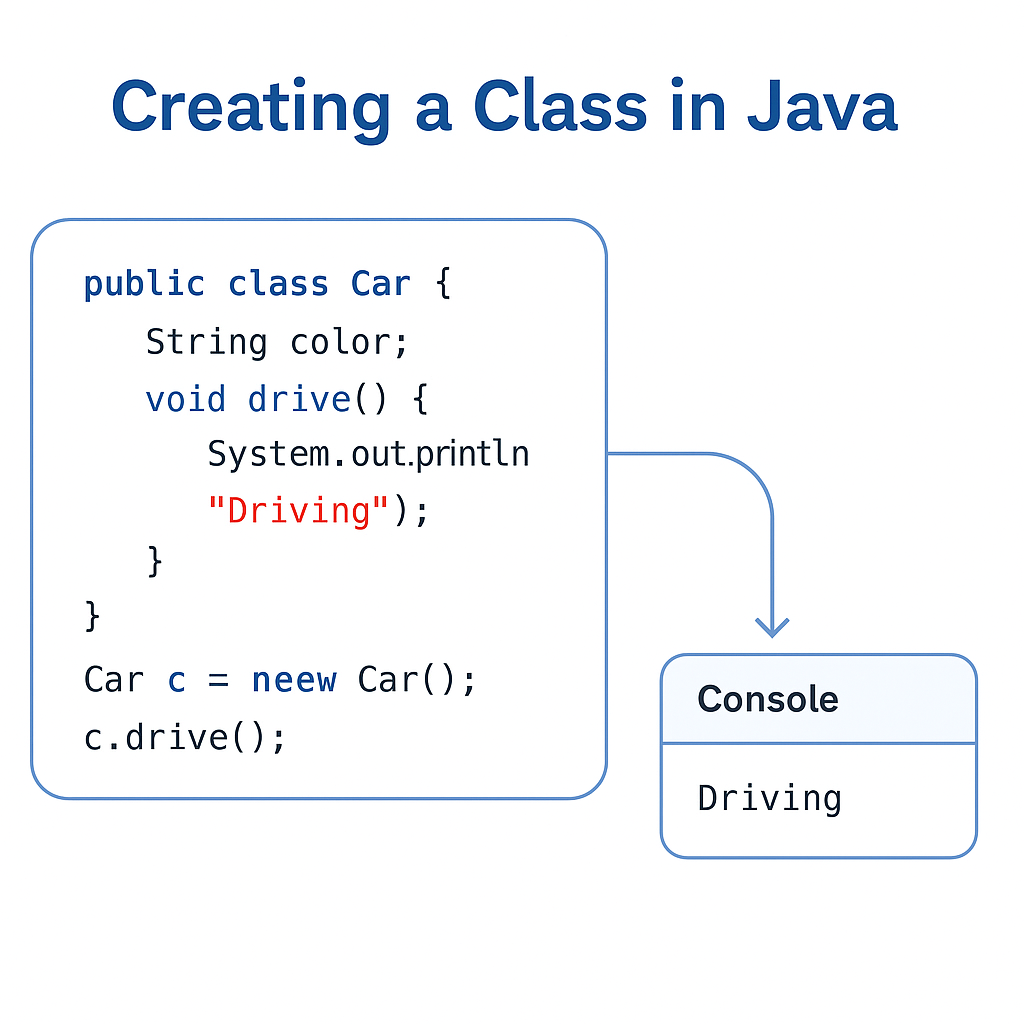 Creating a Class in Java
public class Car {
String color;
void drive() {
System.out.println
"Driving");
}
}
Car c = neew Car();
c.drive();
Console
Driving